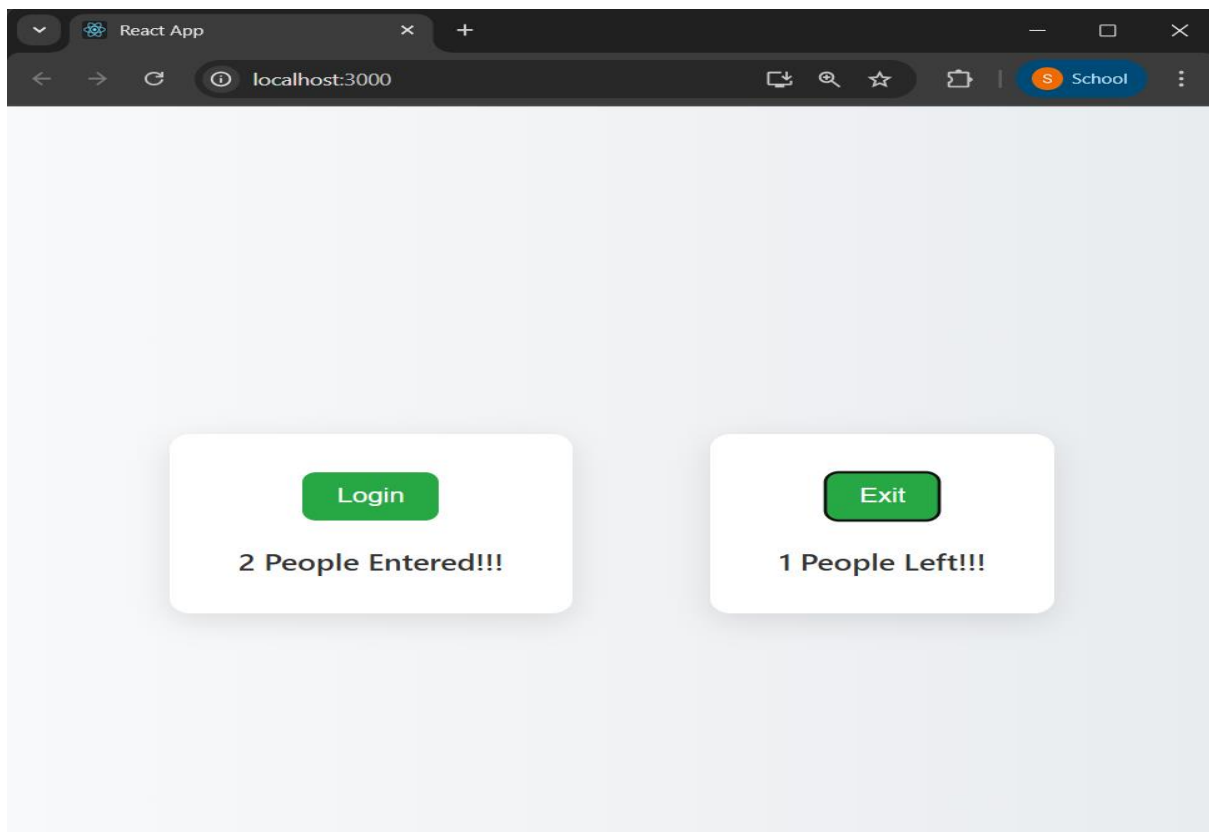 React App
localhost:3000
S School
Login
2 People Entered!!!
Exit
1 People Left!!!